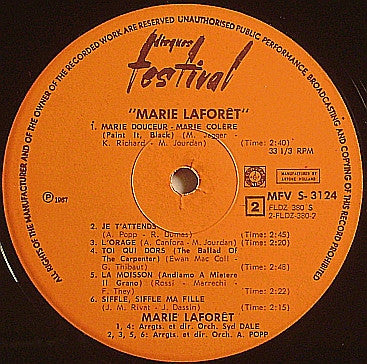 ALL RIGHTS OF THE MANUFACTURER AND OF THE OWNER OF THE RECORDED WORK ARE RESERVED UNAUTHORISED PUBLIC PERFORMANCE, BROADCASTING AND COPYING OF THIS RECORD PROHIBITED
disques
festival
"MARIE LAFORÊT"
1. MARIE DOUCEUR - MARIE COLERE
(Paint It, Black) (M. Jagger -
K. Richard - M. Jourdan) (Time: 2:40)
33 1/3 RPM
MFV S-3124
2
FLDZ-380 S
2-FLDZ-380-2
℗ 1967
2. JE T'ATTENDS
(A. Popp - R. Dumas) (Time: 2:45)
3. L'ORAGE (A. Canfora - M. Jourdan) (Time: 2:20)
4. TOI QUI DORS (The Ballad Of
The Carpenter) (Ewan Mac Coll -
G. Thibaut) (Time: 2:48)
5. LA MOISSON (Andiamo A Mietere
Il Grano) (Rossi - Marrechi -
F. They) (Time: 2:22)
6. SIFFLE, SIFFLE MA FILLE
(J. M. Rivat - J. Dassin) (Time: 2:15)
MARIE LAFORÊT
1, 4: Arrgts. et dir. Orch. Syd DALE
2, 3, 5, 6: Arrgts. et dir. Orch. A. POPP